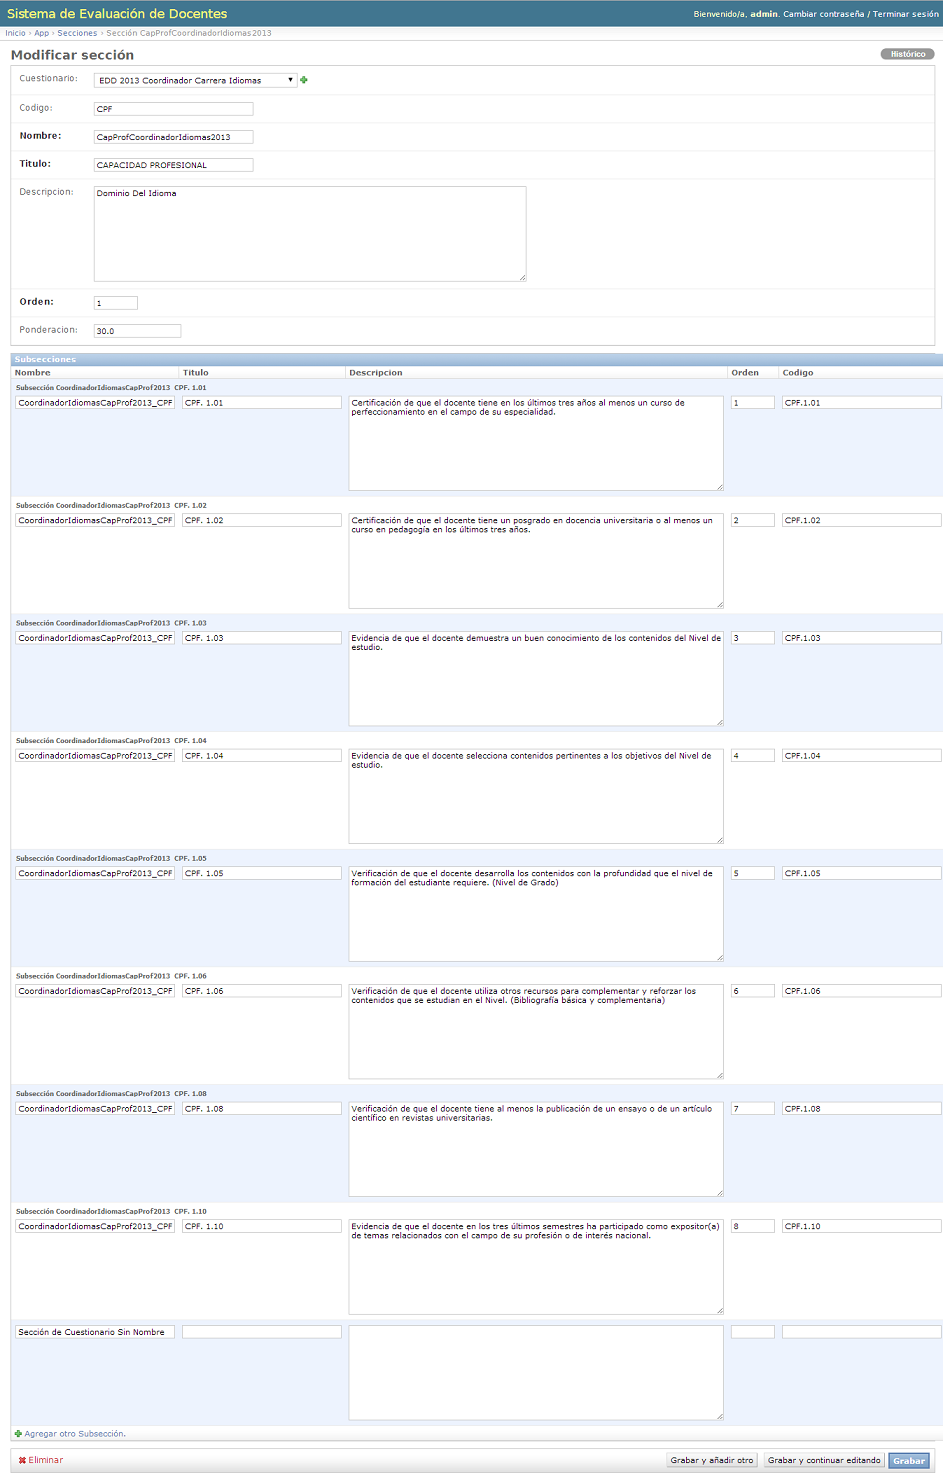 Sistema de Evaluación de Docentes
Bienvenido/a, admin. Cambiar contraseña / Terminar sesión
Inicio › App › Secciones › Sección CapProfCoordinadorIdiomas2013
Modificar sección
Histórico
Cuestionario: EDD 2013 Coordinador Carrera Idiomas
Codigo: CPF
Nombre: CapProfCoordinadorIdiomas2013
Titulo: CAPACIDAD PROFESIONAL
Descripcion: Dominio Del Idioma
Orden: 1
Ponderacion: 30.0
Subsecciones
Nombre Titulo Descripcion Orden Codigo
Subsección CoordinadorIdiomasCapProf2013 CPF. 1.01
CoordinadorIdiomasCapProf2013_CPF CPF. 1.01 Certificación de que el docente tiene en los últimos tres años al menos un curso de 1 CPF.1.01
perfeccionamiento en el campo de su especialidad.
Subsección CoordinadorIdiomasCapProf2013 CPF. 1.02
CoordinadorIdiomasCapProf2013_CPF CPF. 1.02 Certificación de que el docente tiene un posgrado en docencia universitaria o al menos un 2 CPF.1.02
curso en pedagogía en los últimos tres años.
Subsección CoordinadorIdiomasCapProf2013 CPF. 1.03
CoordinadorIdiomasCapProf2013_CPF CPF. 1.03 Evidencia de que el docente demuestra un buen conocimiento de los contenidos del Nivel de 3 CPF.1.03
estudio.
Subsección CoordinadorIdiomasCapProf2013 CPF. 1.04
CoordinadorIdiomasCapProf2013_CPF CPF. 1.04 Evidencia de que el docente selecciona contenidos pertinentes a los objetivos del Nivel de 4 CPF.1.04
estudio.
Subsección CoordinadorIdiomasCapProf2013 CPF. 1.05
CoordinadorIdiomasCapProf2013_CPF CPF. 1.05 Verificación de que el docente desarrolla los contenidos con la profundidad que el nivel de 5 CPF.1.05
formación del estudiante requiere. (Nivel de Grado)
Subsección CoordinadorIdiomasCapProf2013 CPF. 1.06
CoordinadorIdiomasCapProf2013_CPF CPF. 1.06 Verificación de que el docente utiliza otros recursos para complementar y reforzar los 6 CPF.1.06
contenidos que se estudian en el Nivel. (Bibliografía básica y complementaria)
Subsección CoordinadorIdiomasCapProf2013 CPF. 1.08
CoordinadorIdiomasCapProf2013_CPF CPF. 1.08 Verificación de que el docente tiene al menos la publicación de un ensayo o de un artículo 7 CPF.1.08
científico en revistas universitarias.
Subsección CoordinadorIdiomasCapProf2013 CPF. 1.10
CoordinadorIdiomasCapProf2013_CPF CPF. 1.10 Evidencia de que el docente en los tres últimos semestres ha participado como expositor(a) 8 CPF.1.10
de temas relacionados con el campo de su profesión o de interés nacional.
Sección de Cuestionario Sin Nombre
Agregar otro Subsección.
Eliminar
Grabar y añadir otro Grabar y continuar editando Grabar